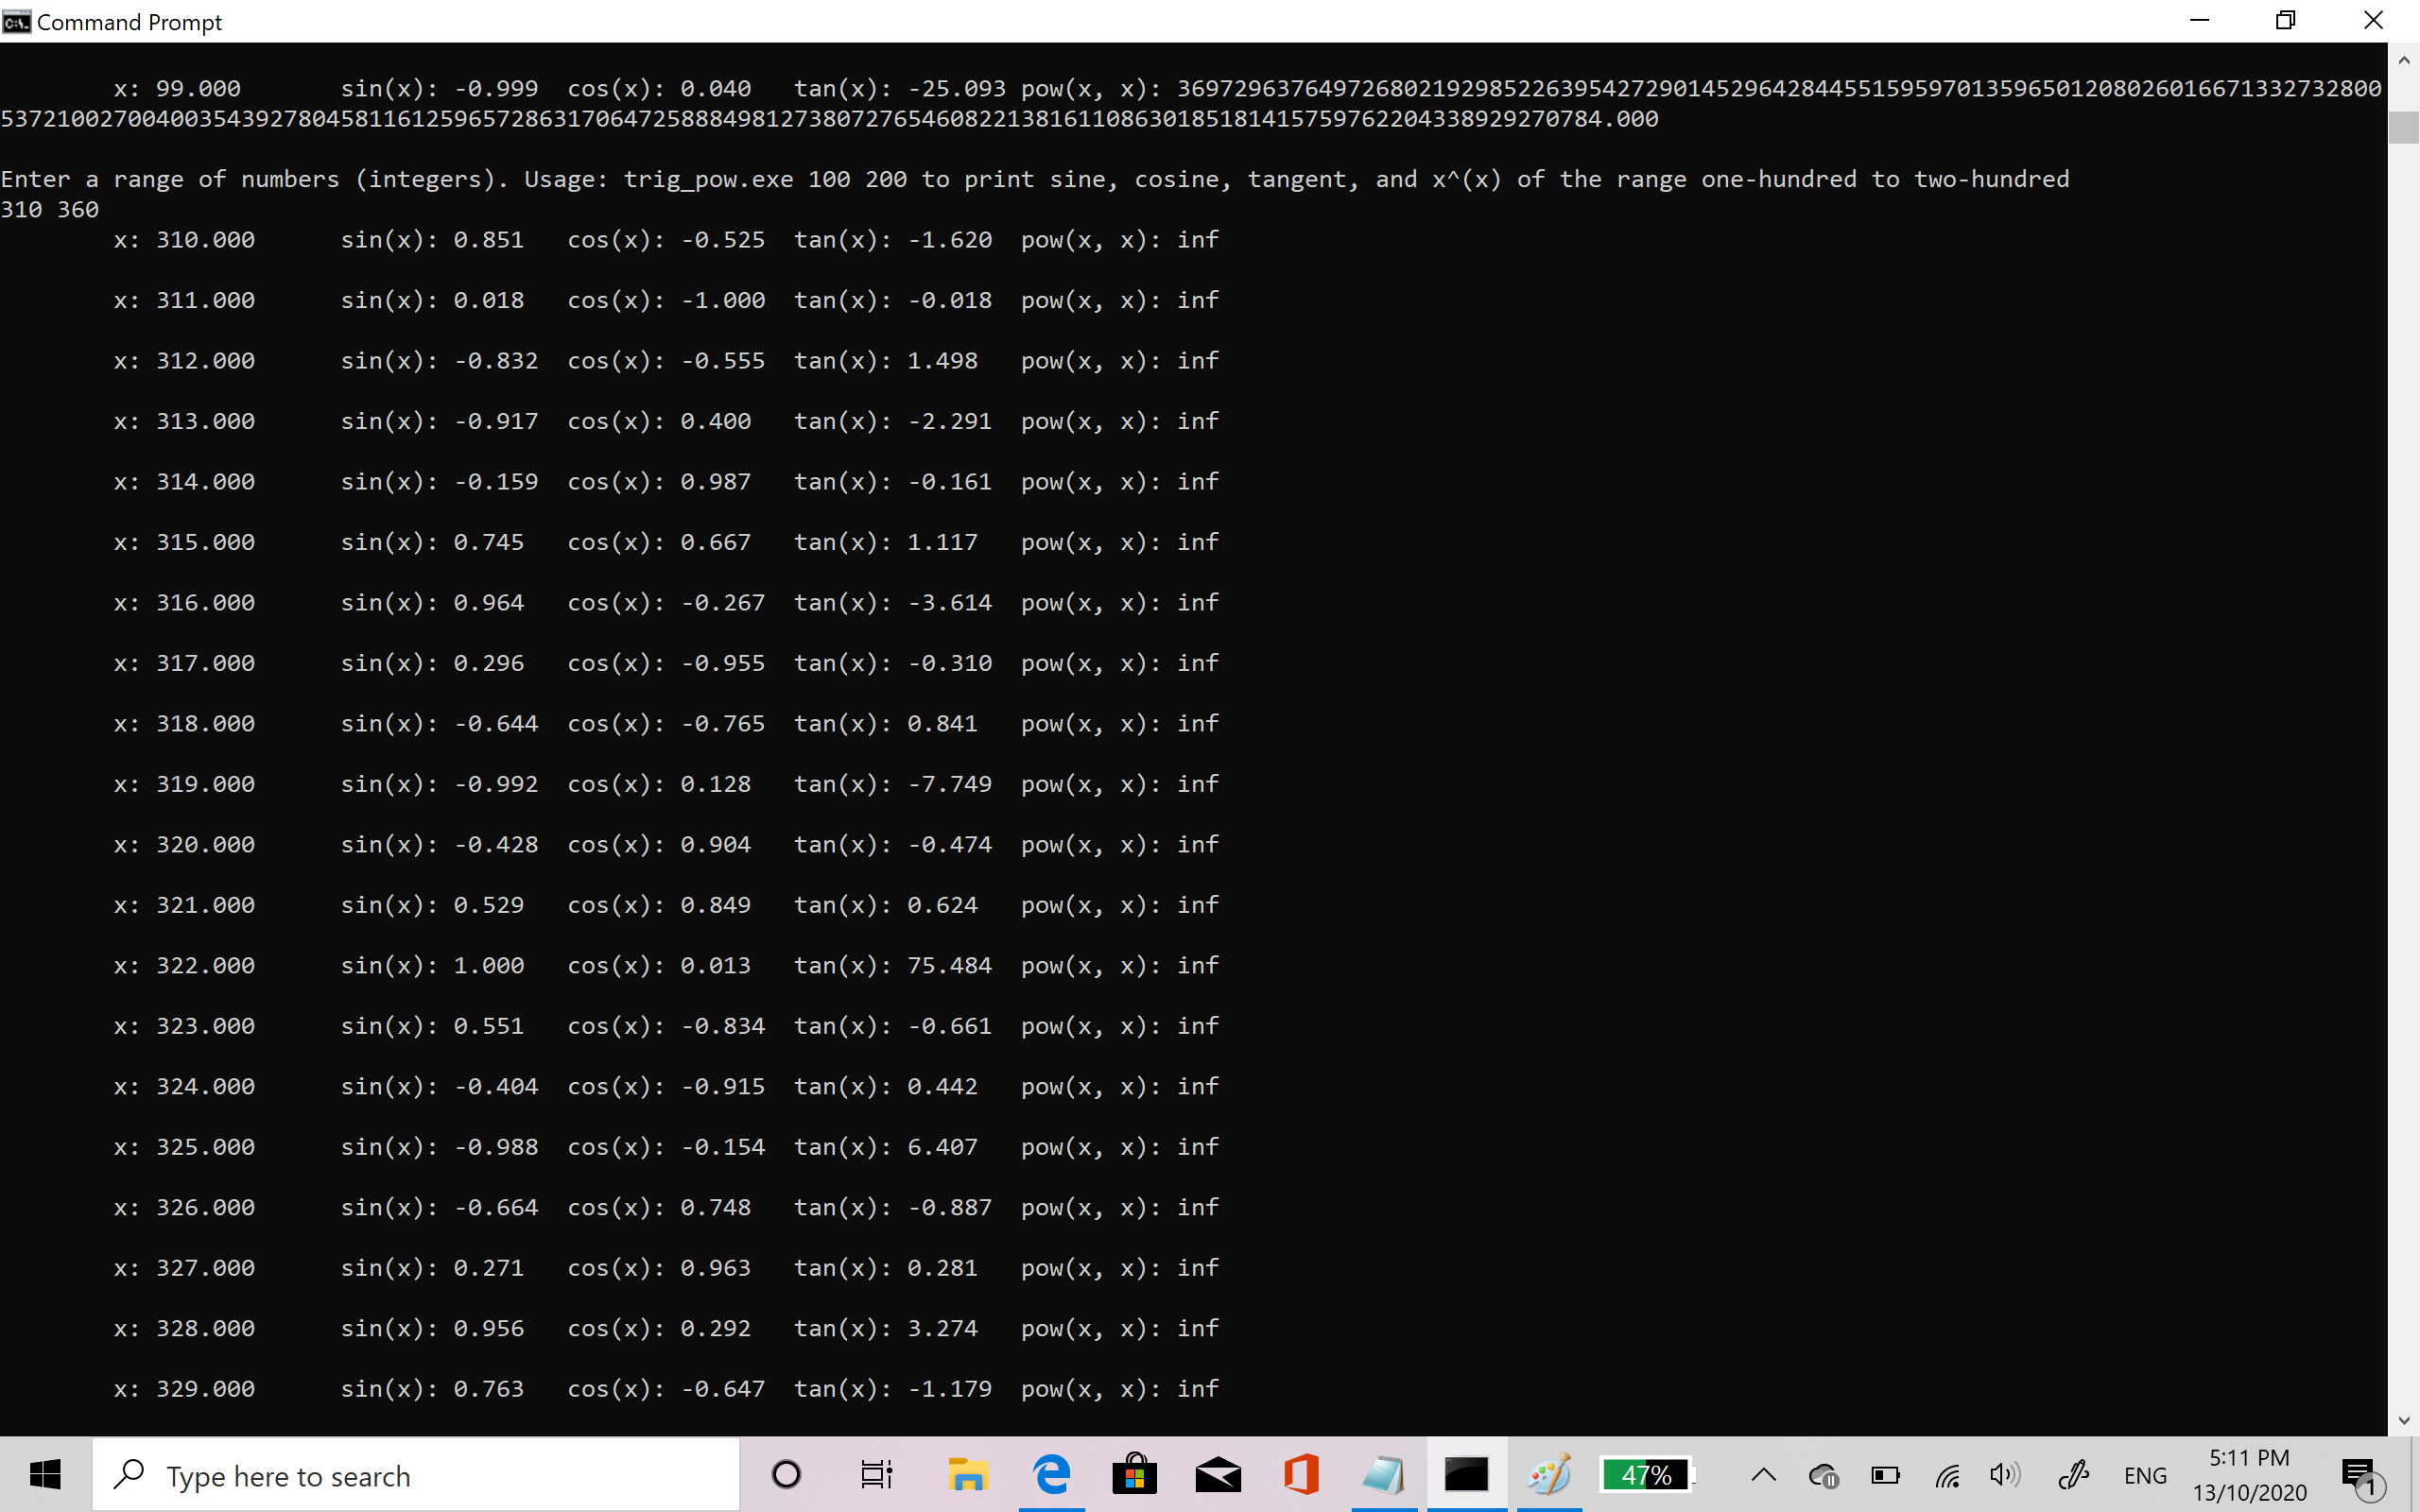 Command Prompt
x: 99.000 sin(x): -0.999 cos(x): 0.040 tan(x): -25.093 pow(x, x): 3697296376497268021929852263954272901452964284455159597013596501208026016671332732800
537210027004003543927804581161259657286317064725888498127380727654608221381611086301851814157597622043389292707​84.000
Enter a range of numbers (integers). Usage: trig_pow.exe 100 200 to print sine, cosine, tangent, and x^(x) of the range one-hundred to two-hundred
310 360
x: 310.000 sin(x): 0.851 cos(x): -0.525 tan(x): -1.620 pow(x, x): inf
x: 311.000 sin(x): 0.018 cos(x): -1.000 tan(x): -0.018 pow(x, x): inf
x: 312.000 sin(x): -0.832 cos(x): -0.555 tan(x): 1.498 pow(x, x): inf
x: 313.000 sin(x): -0.917 cos(x): 0.400 tan(x): -2.291 pow(x, x): inf
x: 314.000 sin(x): -0.159 cos(x): 0.987 tan(x): -0.161 pow(x, x): inf
x: 315.000 sin(x): 0.745 cos(x): 0.667 tan(x): 1.117 pow(x, x): inf
x: 316.000 sin(x): 0.964 cos(x): -0.267 tan(x): -3.614 pow(x, x): inf
x: 317.000 sin(x): 0.296 cos(x): -0.955 tan(x): -0.310 pow(x, x): inf
x: 318.000 sin(x): -0.644 cos(x): -0.765 tan(x): 0.841 pow(x, x): inf
x: 319.000 sin(x): -0.992 cos(x): 0.128 tan(x): -7.749 pow(x, x): inf
x: 320.000 sin(x): -0.428 cos(x): 0.904 tan(x): -0.474 pow(x, x): inf
x: 321.000 sin(x): 0.529 cos(x): 0.849 tan(x): 0.624 pow(x, x): inf
x: 322.000 sin(x): 1.000 cos(x): 0.013 tan(x): 75.484 pow(x, x): inf
x: 323.000 sin(x): 0.551 cos(x): -0.834 tan(x): -0.661 pow(x, x): inf
x: 324.000 sin(x): -0.404 cos(x): -0.915 tan(x): 0.442 pow(x, x): inf
x: 325.000 sin(x): -0.988 cos(x): -0.154 tan(x): 6.407 pow(x, x): inf
x: 326.000 sin(x): -0.664 cos(x): 0.748 tan(x): -0.887 pow(x, x): inf
x: 327.000 sin(x): 0.271 cos(x): 0.963 tan(x): 0.281 pow(x, x): inf
x: 328.000 sin(x): 0.956 cos(x): 0.292 tan(x): 3.274 pow(x, x): inf
x: 329.000 sin(x): 0.763 cos(x): -0.647 tan(x): -1.179 pow(x, x): inf
Type here to search
47%
ENG
5:11 PM
13/10/2020
1